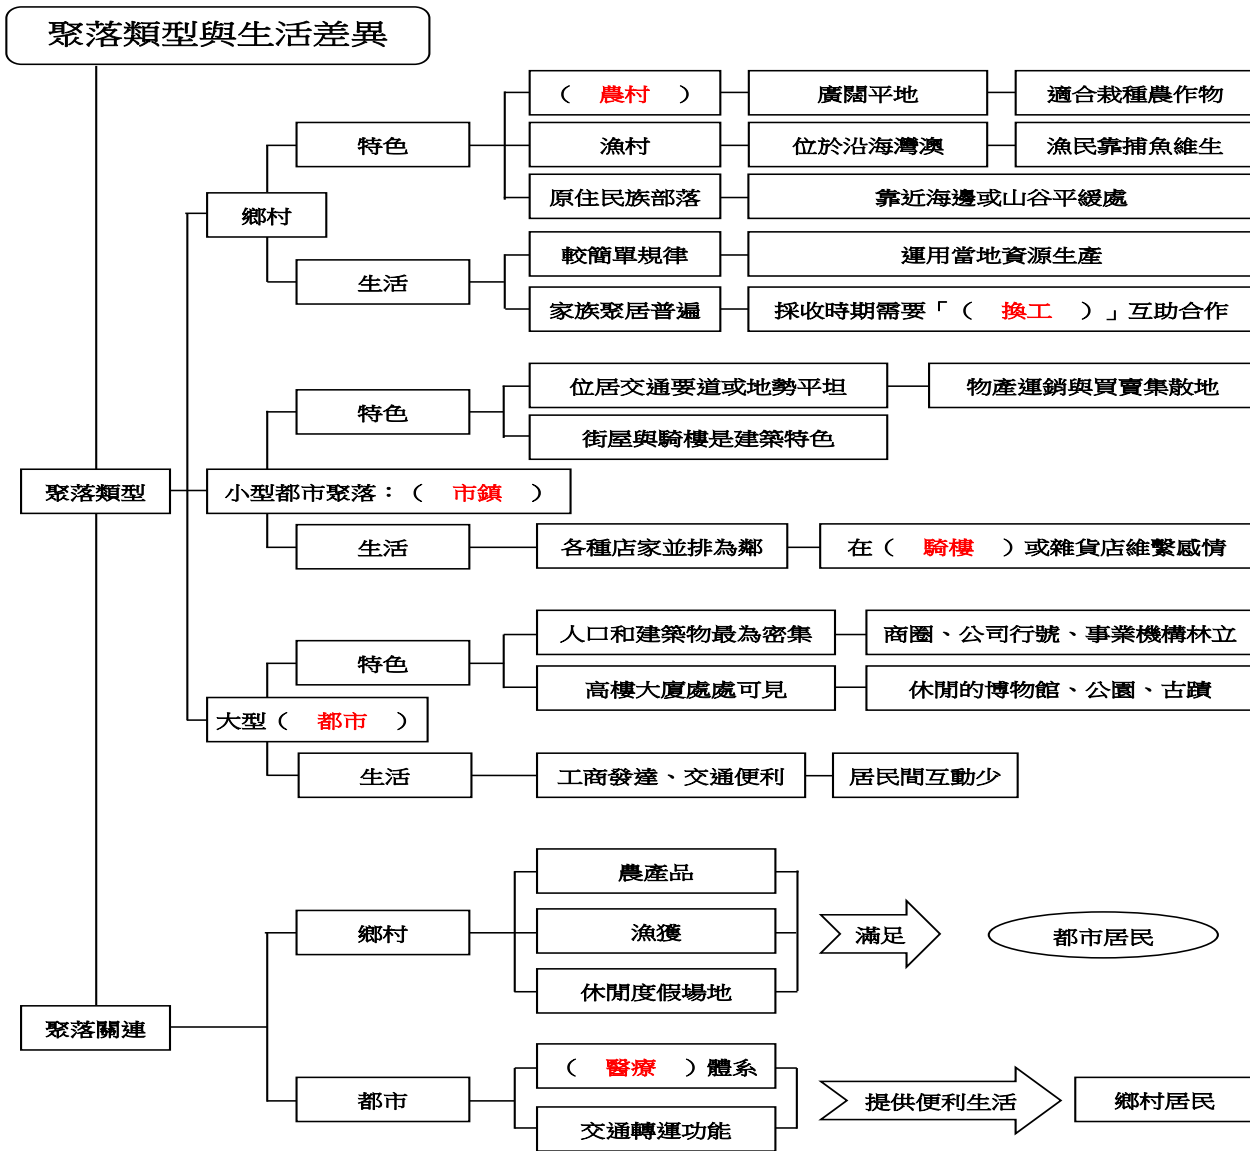 聚落類型與生活差異
聚落類型
鄉村
特色
（　農村　）
廣闊平地
適合栽種農作物
漁村
位於沿海灣澳
漁民靠捕魚維生
原住民族部落
靠近海邊或山谷平緩處
生活
較簡單規律
運用當地資源生產
家族聚居普遍
採收時期需要「（　換工　）」互助合作
小型都市聚落：（　市鎮　）
特色
位居交通要道或地勢平坦
物產運銷與買賣集散地
街屋與騎樓是建築特色
生活
各種店家並排為鄰
在（　騎樓　）或雜貨店維繫感情
大型（　都市　）
特色
人口和建築物最為密集
商圈、公司行號、事業機構林立
高樓大廈處處可見
休閒的博物館、公園、古蹟
生活
工商發達、交通便利
居民間互動少
聚落關連
鄉村
農產品
漁獲
休閒度假場地
滿足
都市居民
都市
（　醫療　）體系
交通轉運功能
提供便利生活
鄉村居民